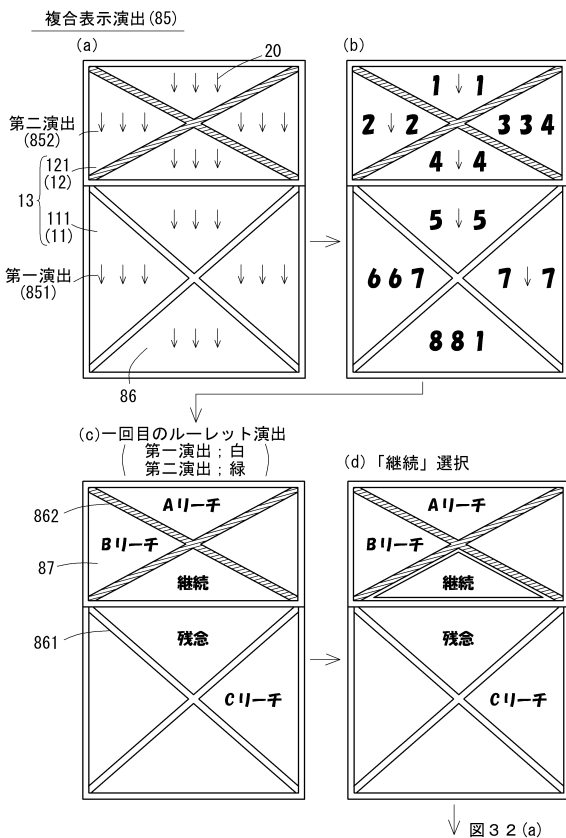 複合表示演出(85)
(a)
20
第二演出
(852)
121
(12)
13
111
(11)
第一演出
(851)
86
(b)
1 ↓ 1
2 ↓ 2
3 3 4
4 ↓ 4
5 ↓ 5
6 6 7
7 ↓ 7
8 8 1
(c)一回目のルーレット演出
第一演出；白
第二演出；緑
862
Aリーチ
Bリーチ
87
継続
861
残念
Cリーチ
(d)「継続」選択
Aリーチ
Bリーチ
継続
残念
Cリーチ
図32(a)